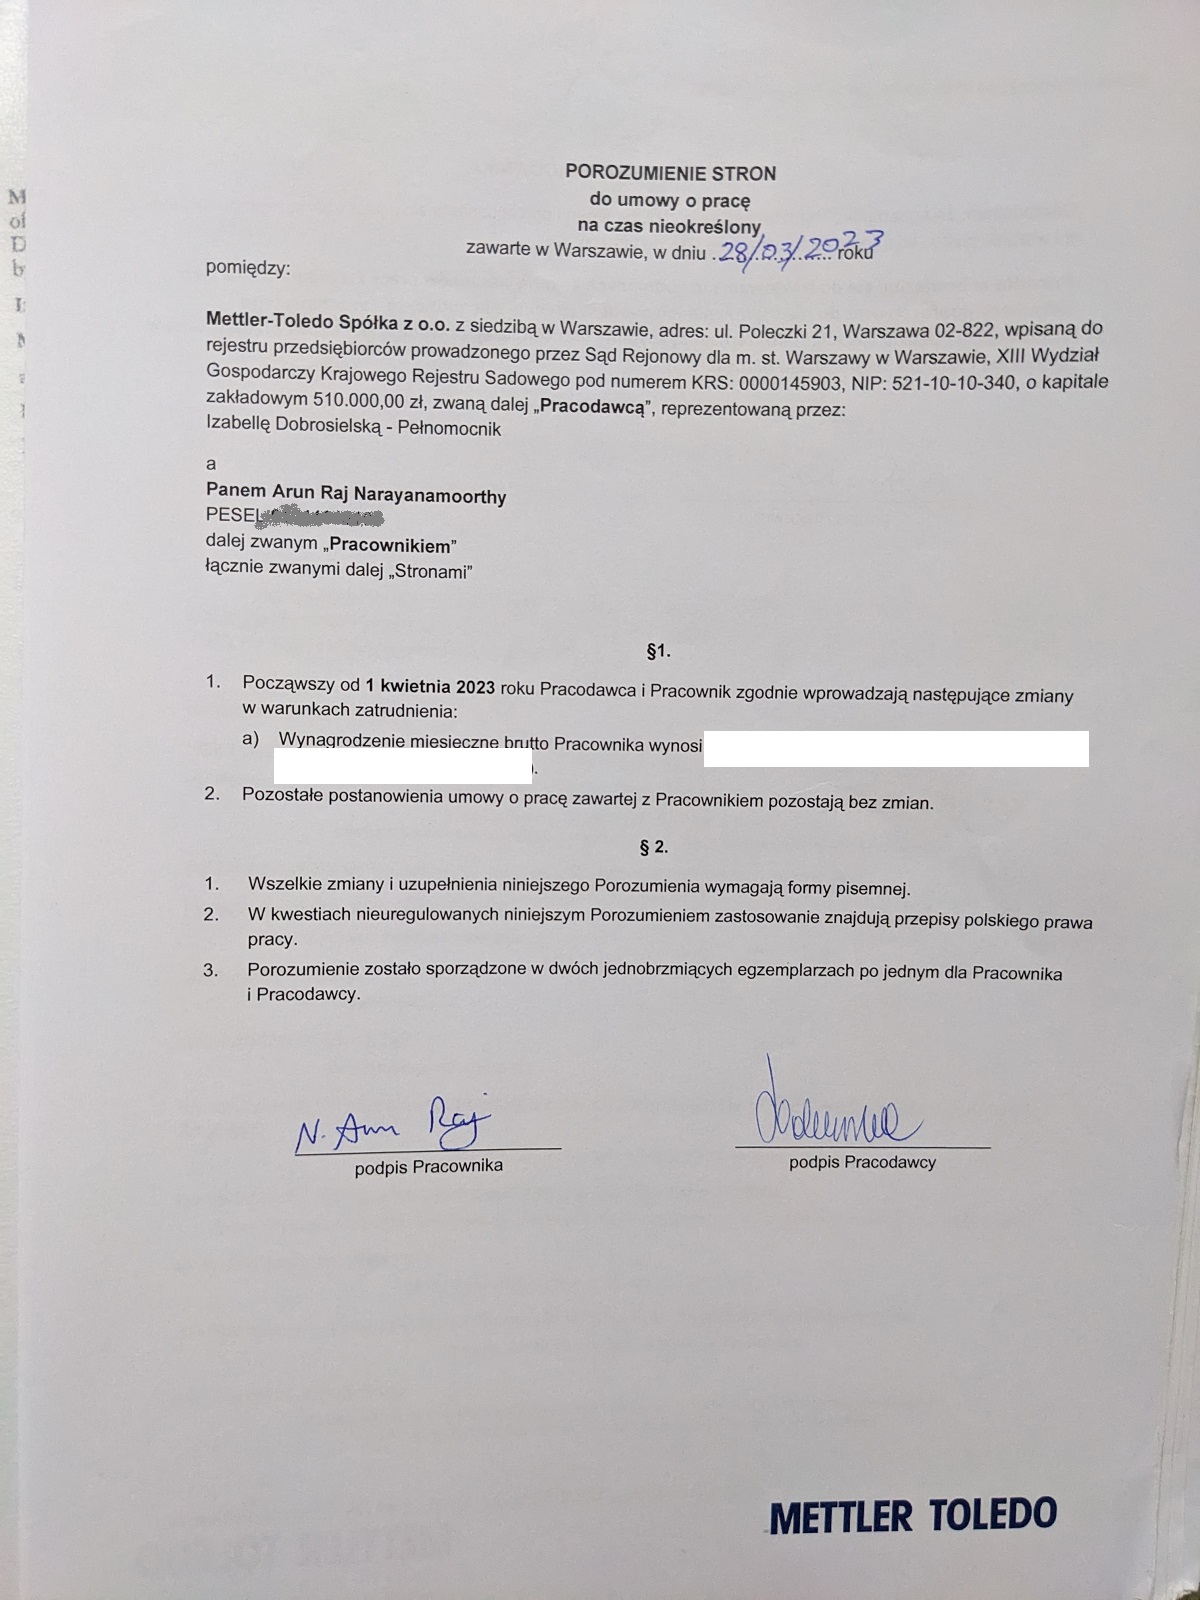 POROZUMIENIE STRON
do umowy o pracę
na czas nieokreślony
zawarte w Warszawie, w dniu .28/03/2023 roku
pomiędzy:
Mettler-Toledo Spółka z o.o. z siedzibą w Warszawie, adres: ul. Poleczki 21, Warszawa 02-822, wpisaną do
rejestru przedsiębiorców prowadzonego przez Sąd Rejonowy dla m. st. Warszawy w Warszawie, XIII Wydział
Gospodarczy Krajowego Rejestru Sadowego pod numerem KRS: 0000145903, NIP: 521-10-10-340, o kapitale
zakładowym 510.000,00 zł, zwaną dalej „Pracodawcą”, reprezentowaną przez:
Izabellę Dobrosielską - Pełnomocnik
a
Panem Arun Raj Narayanamoorthy
PESEL
dalej zwanym „Pracownikiem”
łącznie zwanymi dalej „Stronami”
§1.
1. Począwszy od 1 kwietnia 2023 roku Pracodawca i Pracownik zgodnie wprowadzają następujące zmiany
w warunkach zatrudnienia:
a) Wynagrodzenie miesięczne brutto Pracownika wynosi
).
2. Pozostałe postanowienia umowy o pracę zawartej z Pracownikiem pozostają bez zmian.
§ 2.
1. Wszelkie zmiany i uzupełnienia niniejszego Porozumienia wymagają formy pisemnej.
2. W kwestiach nieuregulowanych niniejszym Porozumieniem zastosowanie znajdują przepisy polskiego prawa
pracy.
3. Porozumienie zostało sporządzone w dwóch jednobrzmiących egzemplarzach po jednym dla Pracownika
i Pracodawcy.
N. Arun Raj
podpis Pracownika
podpis Pracodawcy
METTLER TOLEDO